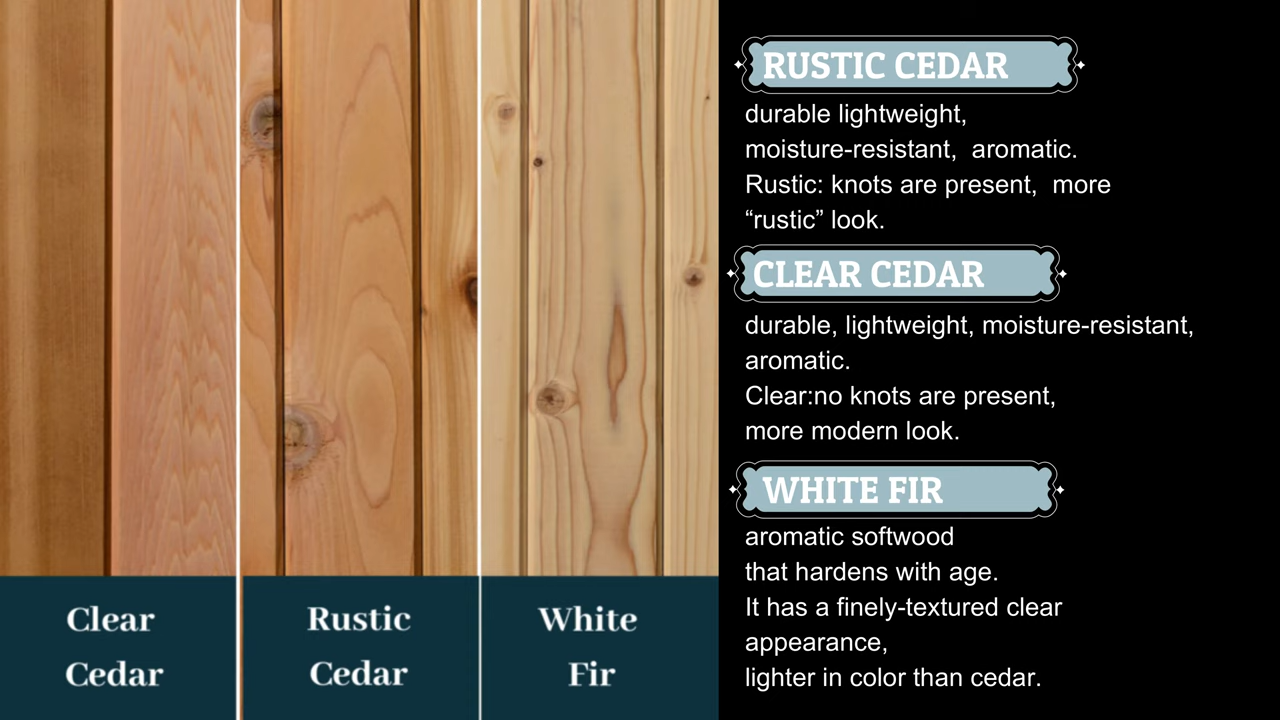 Clear
Cedar
Rustic
Cedar
White
Fir
RUSTIC CEDAR
durable lightweight,
moisture-resistant,  aromatic.
Rustic: knots are present,  more
“rustic” look.
CLEAR CEDAR
durable, lightweight, moisture-resistant,
aromatic.
Clear:no knots are present,
more modern look.
WHITE FIR
aromatic softwood
that hardens with age.
It has a finely-textured clear
appearance,
lighter in color than cedar.